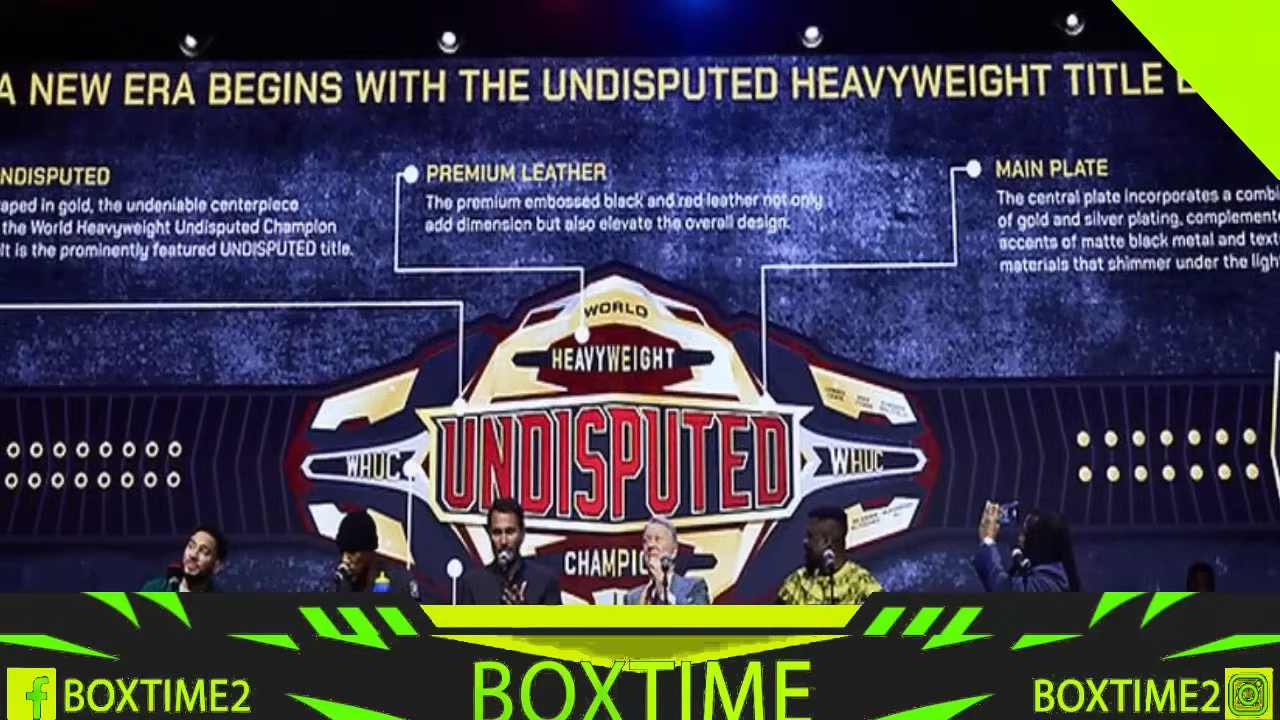 A NEW ERA BEGINS WITH THE UNDISPUTED HEAVYWEIGHT TITLE
NDISPUTED
aped in gold, the undeniable centerpiece
the World Heavyweight Undisputed Champion
lt is the prominently featured UNDISPUTED title.
PREMIUM LEATHER
The premium embossed black and red leather not only
add dimension but also elevate the overall design.
MAIN PLATE
The central plate incorporates a combi
of gold and silver plating, complement
accents of matte black metal and text
materials that shimmer under the ligh
WORLD
HEAVYWEIGHT
WHUC
UNDISPUTED
WHUC
CHAMPIO
BOXTIME2
BOXTIME
BOXTIME2